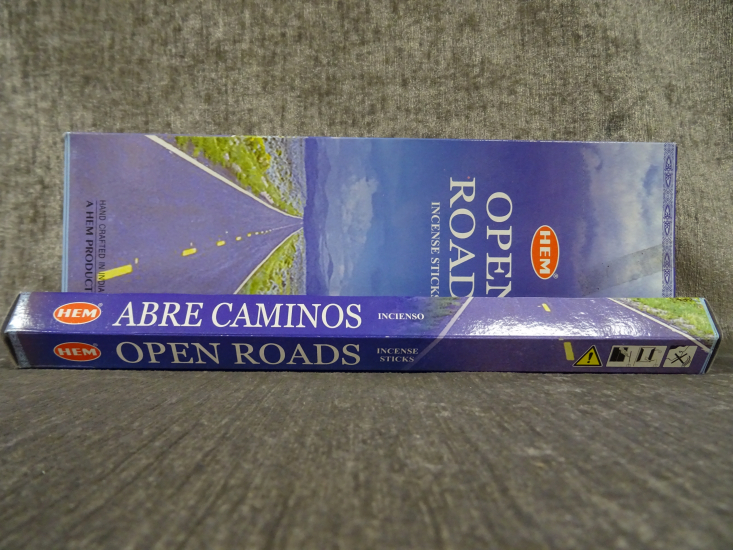 HEM
OPEN
ROAD
INCENSE STICKS
HAND CRAFTED IN INDIA
A HEM PRODUCT
HEM
ABRE CAMINOS
INCIENSO
HEM
OPEN ROADS
INCENSE
STICKS